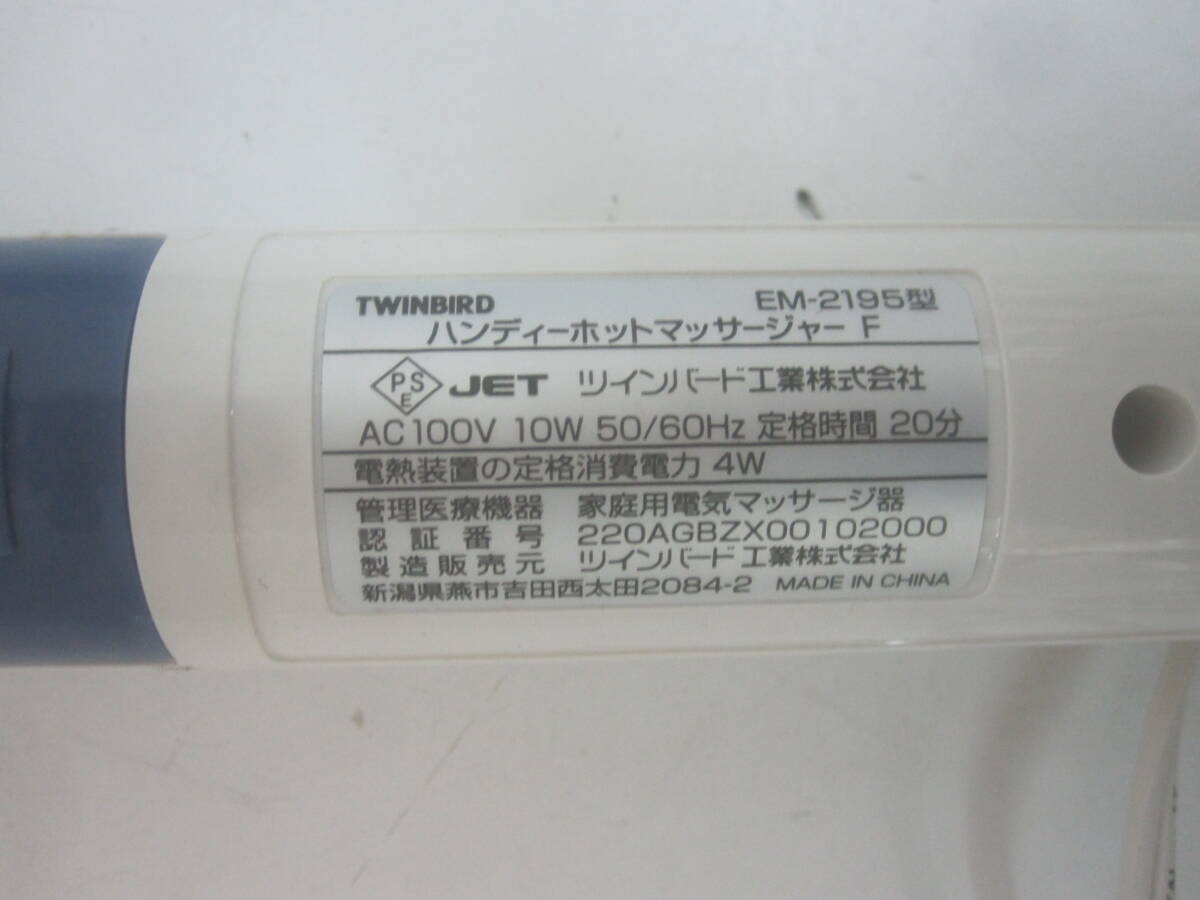 TWINBIRD EM-2195型
ハンディーホットマッサージャー F
PSE JET ツインバード工業株式会社
AC100V 10W 50/60Hz 定格時間 20分
電熱装置の定格消費電力 4W
管理医療機器 家庭用電気マッサージ器
認証番号 220AGBZX00102000
製造販売元 ツインバード工業株式会社
新潟県燕市吉田西太田2084-2 MADE IN CHINA